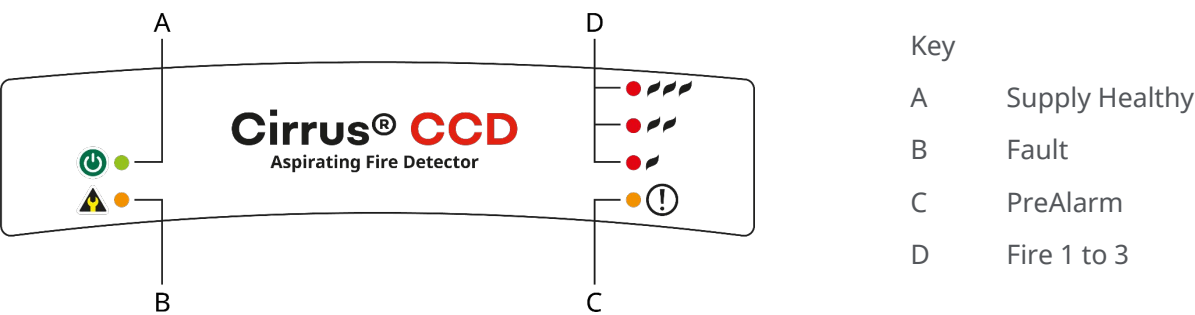 A
D
Cirrus® CCD
Aspirating Fire Detector
B
C
Key
A Supply Healthy
B Fault
C PreAlarm
D Fire 1 to 3